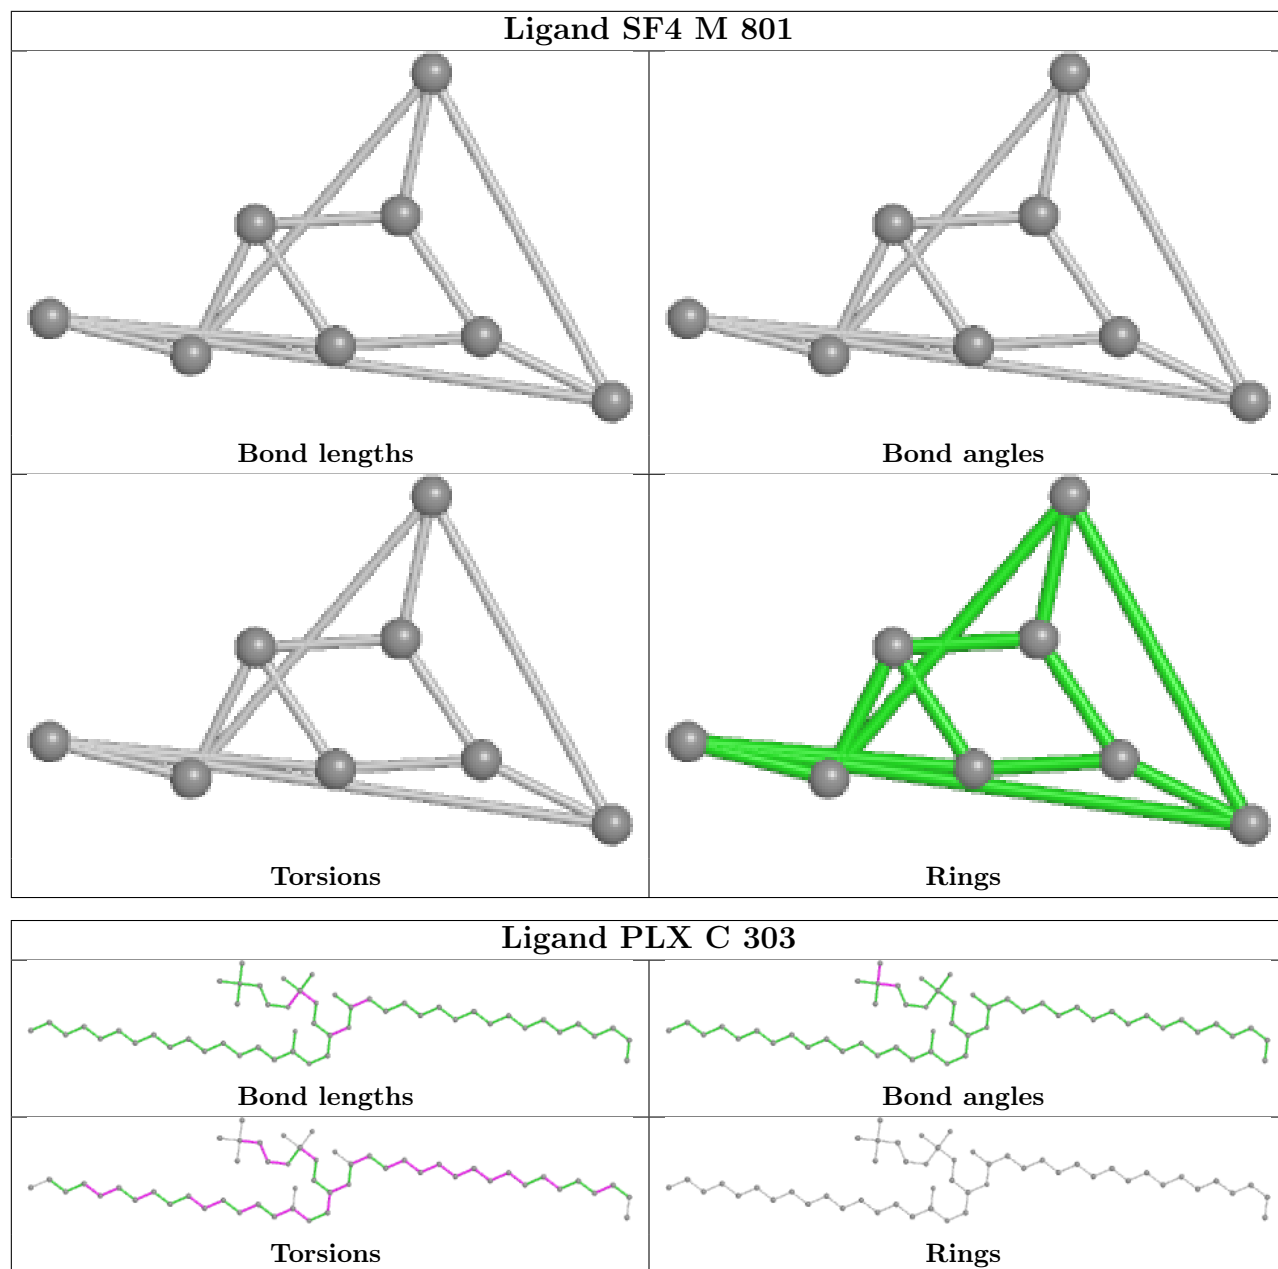 Ligand SF4 M 801
Bond lengths
Bond angles
Torsions
Rings
Ligand PLX C 303
Bond lengths
Bond angles
Torsions
Rings